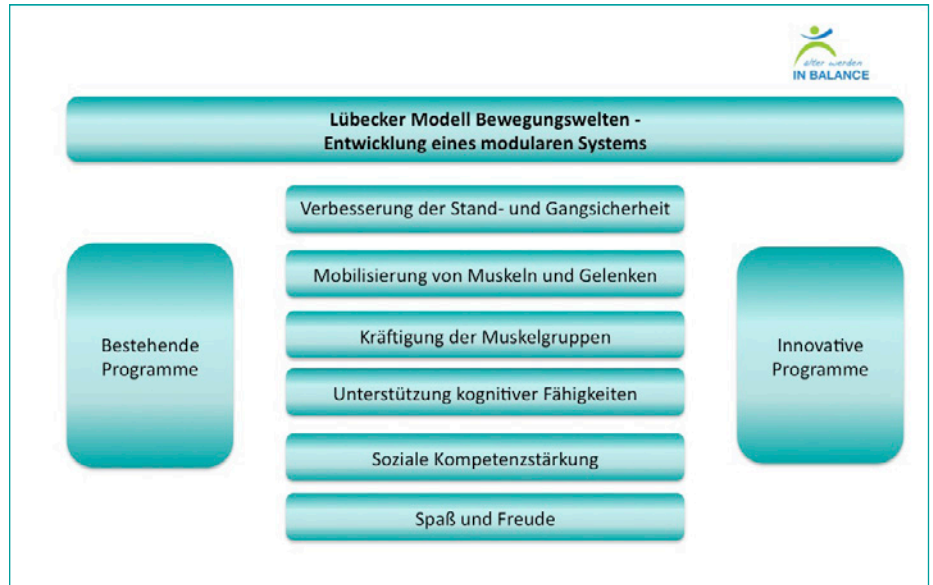 älter werden
IN BALANCE
Lübecker Modell Bewegungswelten -
Entwicklung eines modularen Systems
Verbesserung der Stand- und Gangsicherheit
Mobilisierung von Muskeln und Gelenken
Kräftigung der Muskelgruppen
Unterstützung kognitiver Fähigkeiten
Soziale Kompetenzstärkung
Spaß und Freude
Bestehende
Programme
Innovative
Programme